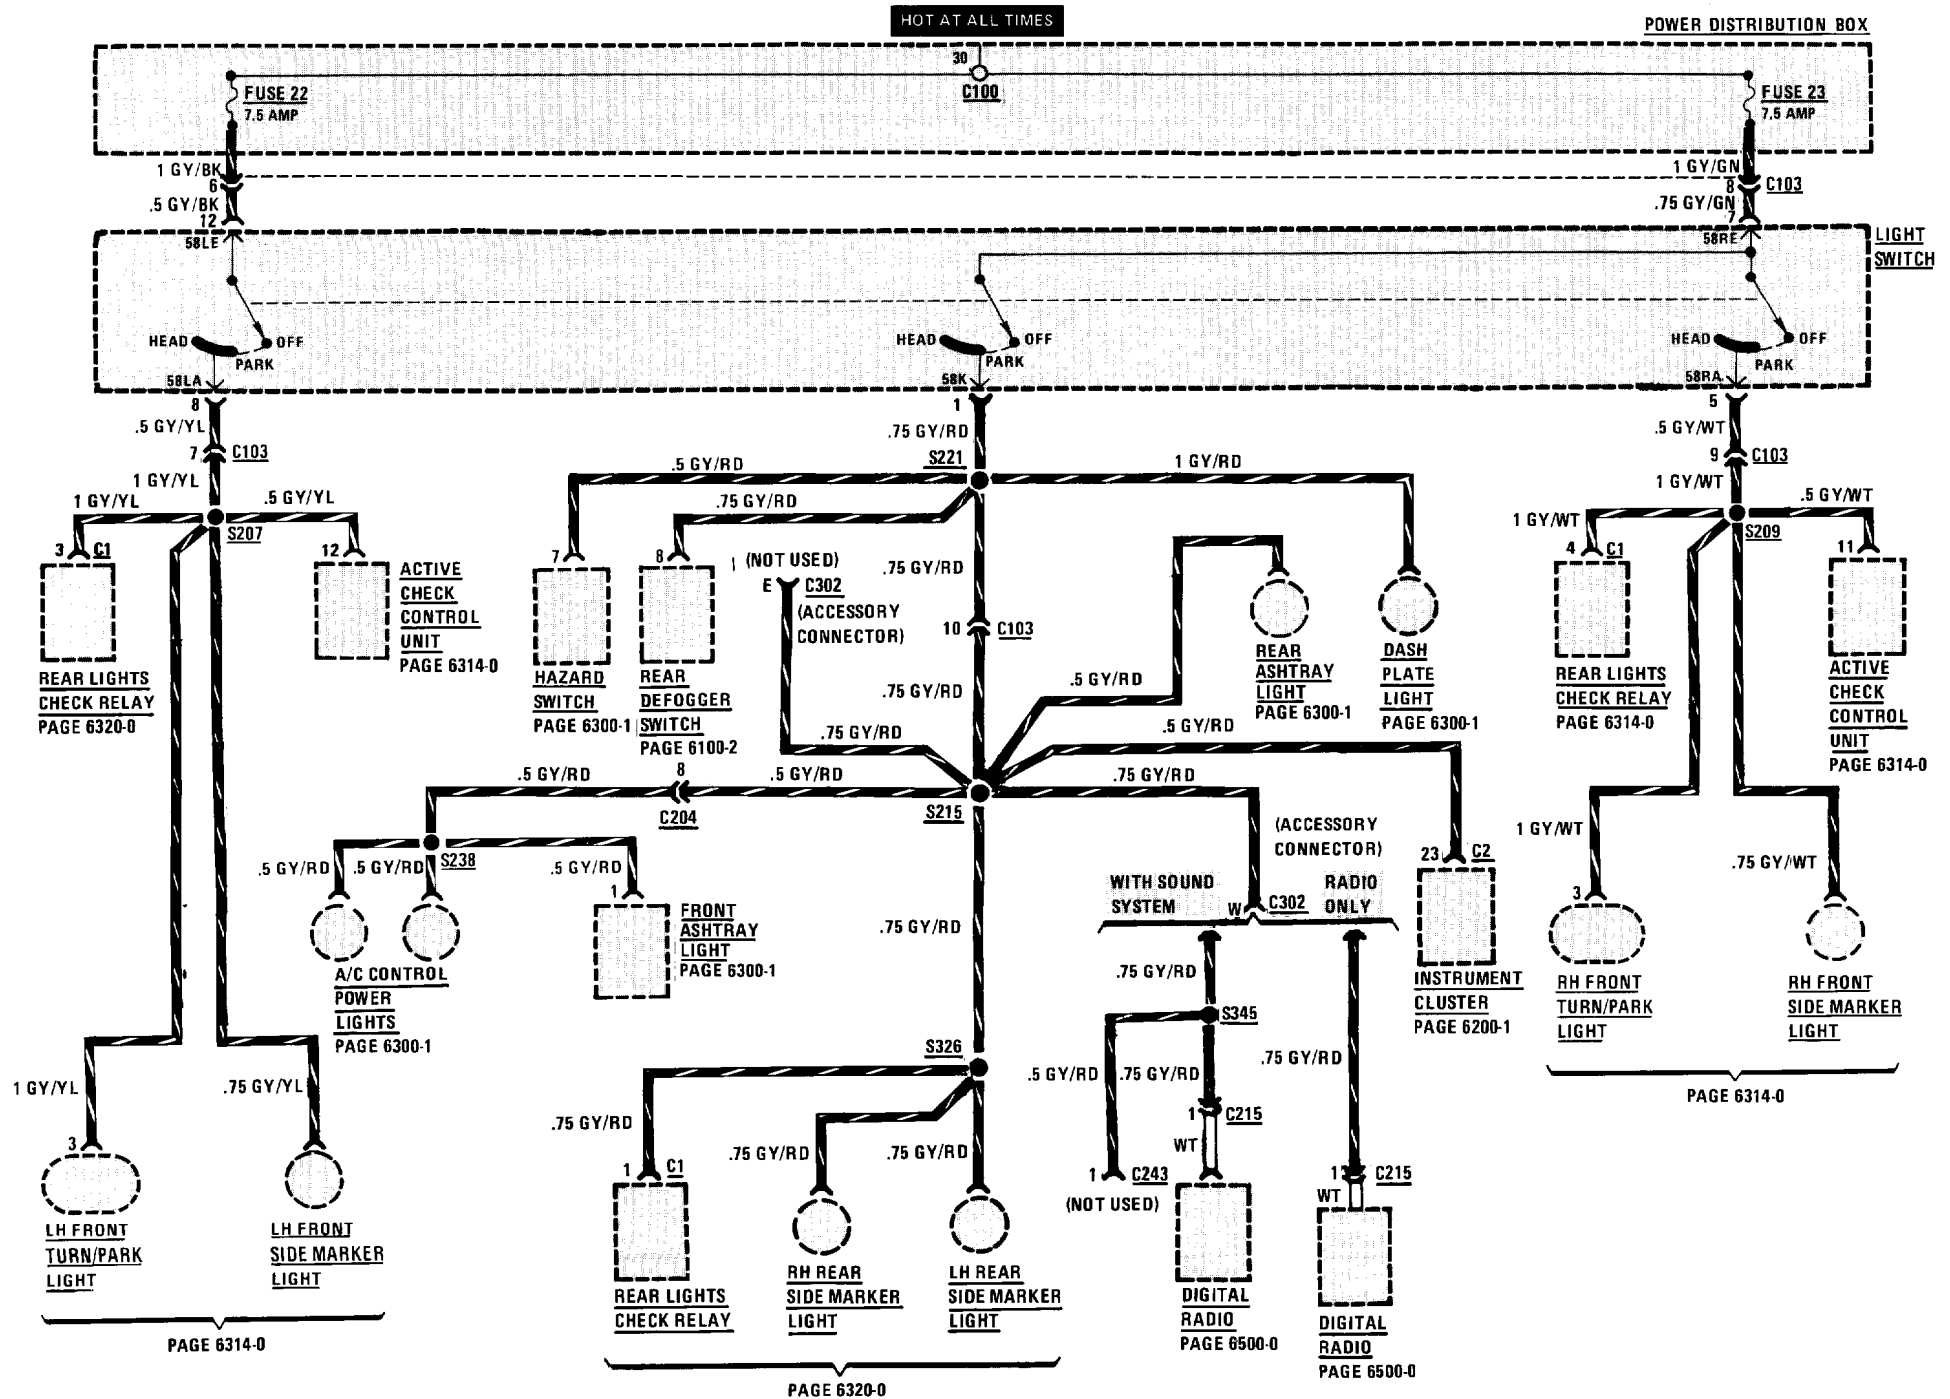 HOT AT ALL TIMES
POWER DISTRIBUTION BOX
30
C100
FUSE 22
7.5 AMP
FUSE 23
7.5 AMP
1 GY/BK
6
.5 GY/BK
12
1 GY/GN
8
C103
.75 GY/GN
7
58LE
58RE
LIGHT
SWITCH
HEAD
OFF
PARK
58LA
HEAD
OFF
PARK
58K
HEAD
OFF
PARK
58RA
8
.5 GY/YL
7
C103
1 GY/YL
1 GY/YL
.5 GY/YL
S207
3
C1
12
REAR LIGHTS
CHECK RELAY
PAGE 6320-0
ACTIVE
CHECK
CONTROL
UNIT
PAGE 6314-0
1
.75 GY/RD
S221
.5 GY/RD
1 GY/RD
.75 GY/RD
7
8
HAZARD
SWITCH
PAGE 6300-1
REAR
DEFOGGER
SWITCH
PAGE 6100-2
(NOT USED)
E
C302
(ACCESSORY
CONNECTOR)
.75 GY/RD
10
C103
.75 GY/RD
.75 GY/RD
REAR
ASHTRAY
LIGHT
PAGE 6300-1
DASH
PLATE
LIGHT
PAGE 6300-1
.5 GY/RD
.5 GY/RD
5
.5 GY/WT
9
C103
1 GY/WT
1 GY/WT
.5 GY/WT
S209
4
C1
11
REAR LIGHTS
CHECK RELAY
PAGE 6314-0
ACTIVE
CHECK
CONTROL
UNIT
PAGE 6314-0
.5 GY/RD
8
.5 GY/RD
C204
S215
.75 GY/RD
S238
.5 GY/RD
.5 GY/RD
.5 GY/RD
1
FRONT
ASHTRAY
LIGHT
PAGE 6300-1
A/C CONTROL
POWER
LIGHTS
PAGE 6300-1
(ACCESSORY
CONNECTOR)
WITH SOUND
SYSTEM
RADIO
ONLY
W
C302
23
C2
INSTRUMENT
CLUSTER
PAGE 6200-1
1 GY/WT
.75 GY/WT
3
RH FRONT
TURN/PARK
LIGHT
RH FRONT
SIDE MARKER
LIGHT
PAGE 6314-0
.75 GY/RD
.75 GY/RD
S345
.5 GY/RD
.75 GY/RD
.75 GY/RD
1
C215
WT
1
C243
(NOT USED)
1
C215
WT
DIGITAL
RADIO
PAGE 6500-0
DIGITAL
RADIO
PAGE 6500-0
S326
.75 GY/RD
.75 GY/RD
.75 GY/RD
1
C1
REAR LIGHTS
CHECK RELAY
RH REAR
SIDE MARKER
LIGHT
LH REAR
SIDE MARKER
LIGHT
PAGE 6320-0
1 GY/YL
.75 GY/YL
3
LH FRONT
TURN/PARK
LIGHT
LH FRONT
SIDE MARKER
LIGHT
PAGE 6314-0